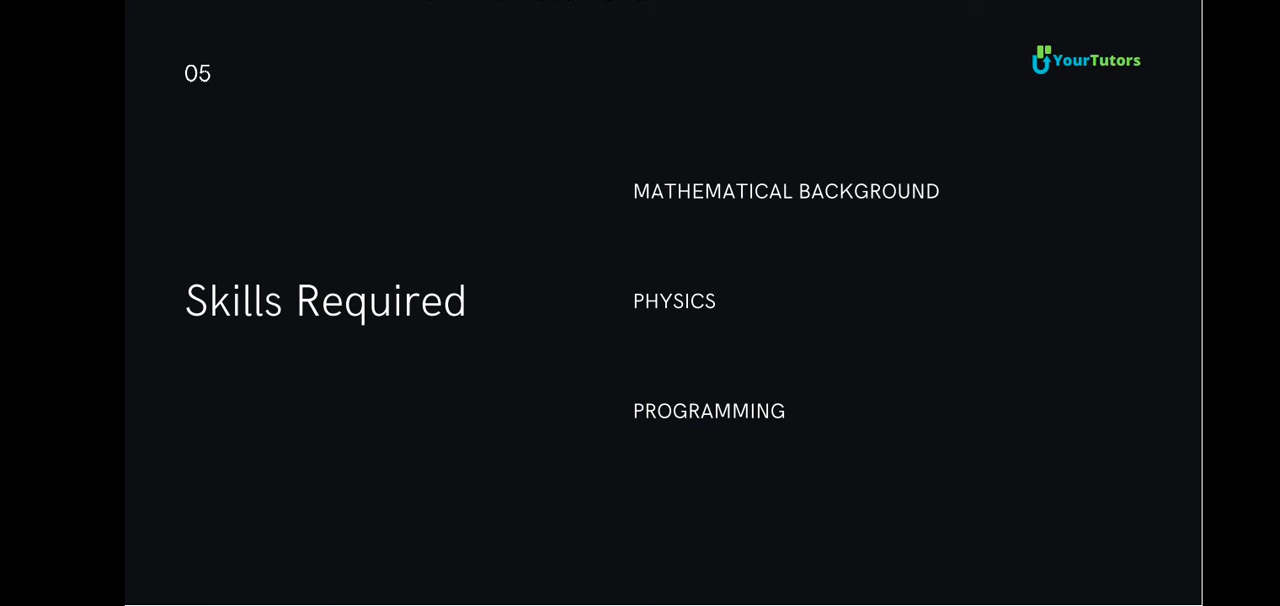 05
YourTutors
MATHEMATICAL BACKGROUND
Skills Required
PHYSICS
PROGRAMMING